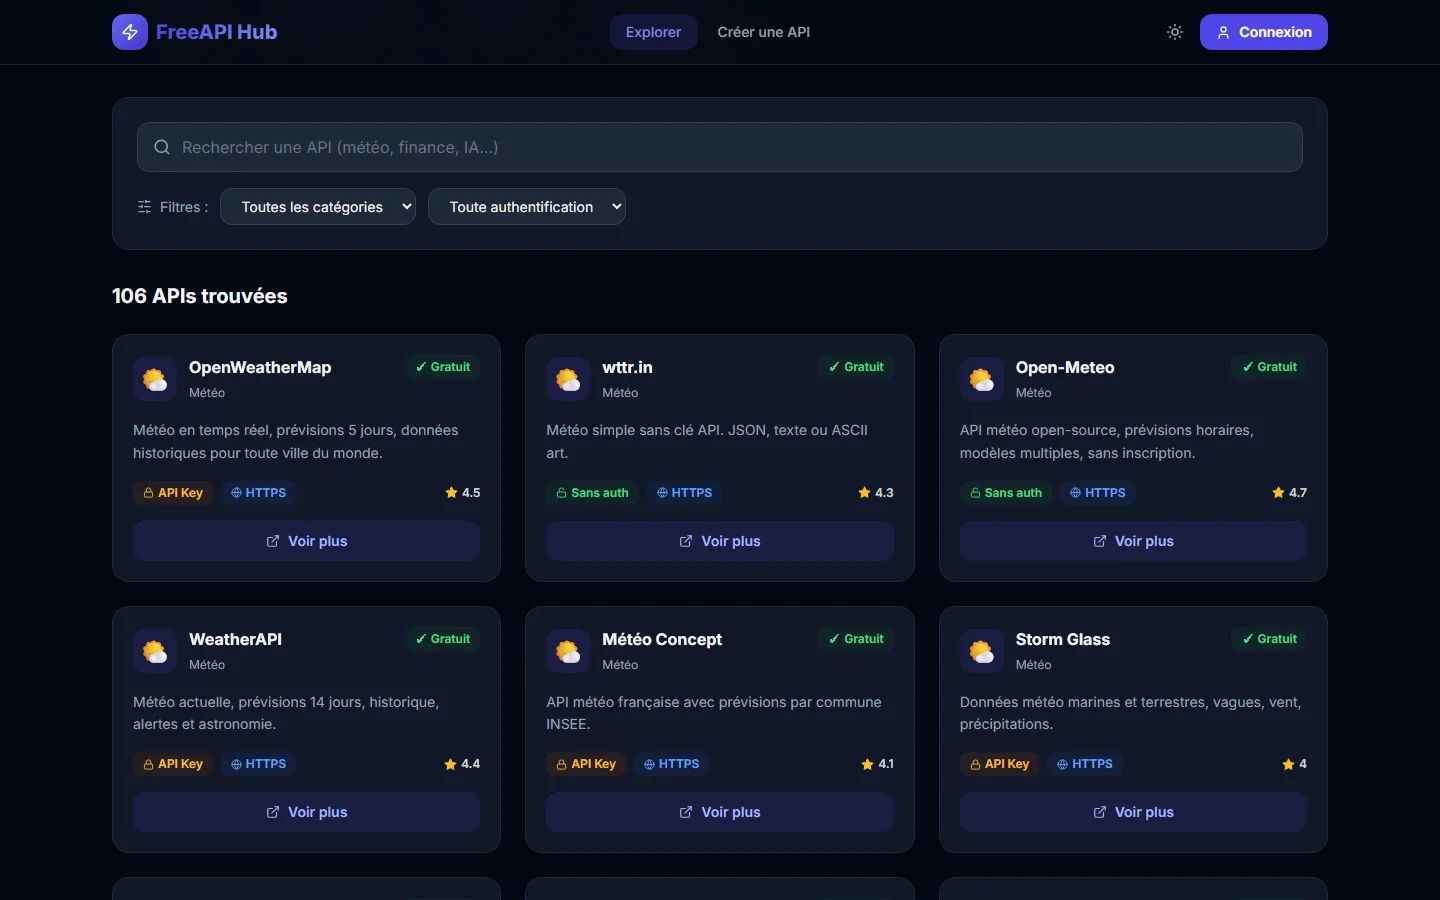 FreeAPI Hub
Explorer
Créer une API
Connexion
Rechercher une API (météo, finance, IA...)
Filtres :
Toutes les catégories
Toute authentification
106 APIs trouvées
OpenWeatherMap
✓ Gratuit
Météo
Météo en temps réel, prévisions 5 jours, données
historiques pour toute ville du monde.
API Key
HTTPS
4.5
Voir plus
wttr.in
✓ Gratuit
Météo
Météo simple sans clé API. JSON, texte ou ASCII
art.
Sans auth
HTTPS
4.3
Voir plus
Open-Meteo
✓ Gratuit
Météo
API météo open-source, prévisions horaires,
modèles multiples, sans inscription.
Sans auth
HTTPS
4.7
Voir plus
WeatherAPI
✓ Gratuit
Météo
Météo actuelle, prévisions 14 jours, historique,
alertes et astronomie.
API Key
HTTPS
4.4
Voir plus
Météo Concept
✓ Gratuit
Météo
API météo française avec prévisions par commune
INSEE.
API Key
HTTPS
4.1
Voir plus
Storm Glass
✓ Gratuit
Météo
Données météo marines et terrestres, vagues, vent,
précipitations.
API Key
HTTPS
4
Voir plus